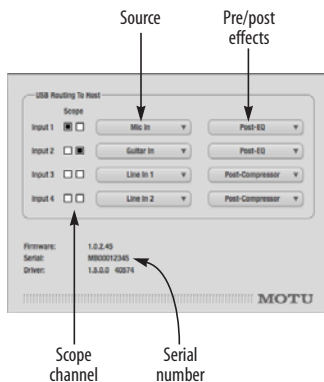 Source
Pre/post
effects
USB Routing To Host
Scope
Input 1
Mic In
Post-EQ
Input 2
Guitar In
Post-EQ
Input 3
Line In 1
Post-Compressor
Input 4
Line In 2
Post-Compressor
Firmware: 1.0.2.45
Serial: MB00012345
Driver: 1.5.0.0 40574
MOTU
Scope
channel
Serial
number